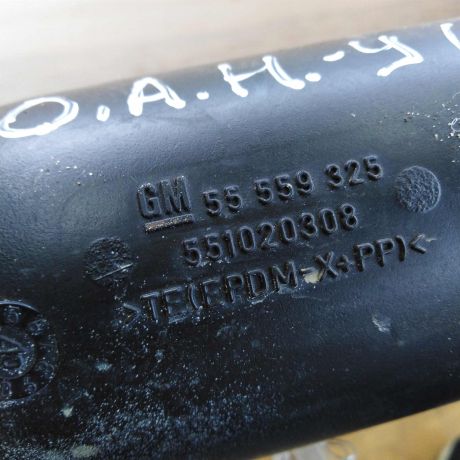 O.A.H.-Y
GM 55 559 325
551020308
>TE(EPDM-X+PP)<